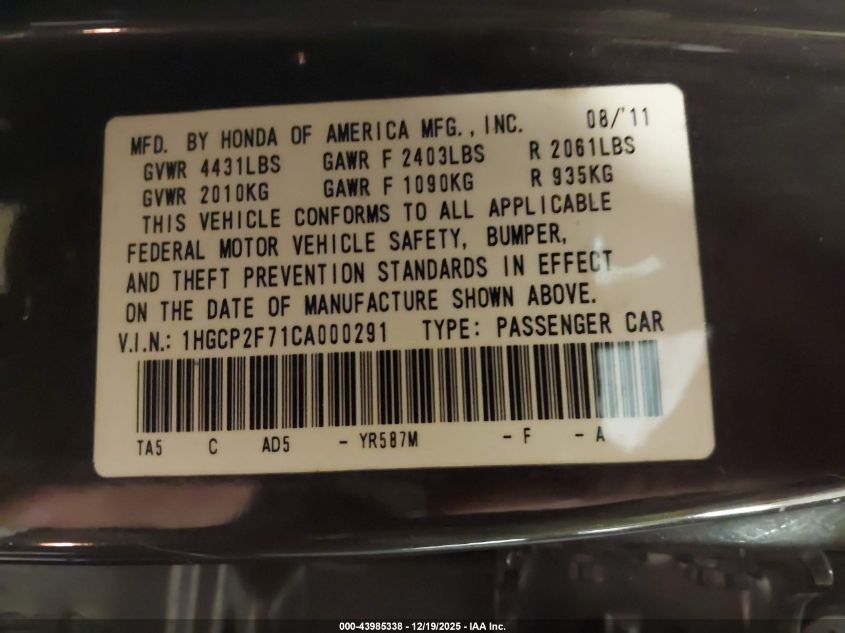 MFD. BY HONDA OF AMERICA MFG., INC. 08/'11
GVWR 4431LBS GAWR F 2403LBS R 2061LBS
GVWR 2010KG GAWR F 1090KG R 935KG
THIS VEHICLE CONFORMS TO ALL APPLICABLE
FEDERAL MOTOR VEHICLE SAFETY, BUMPER,
AND THEFT PREVENTION STANDARDS IN EFFECT
ON THE DATE OF MANUFACTURE SHOWN ABOVE.
V.I.N.: 1HGCP2F71CA000291 TYPE: PASSENGER CAR
TA5 C AD5 - YR587M - F - A
000-43985338 - 12/19/2025 - IAA Inc.